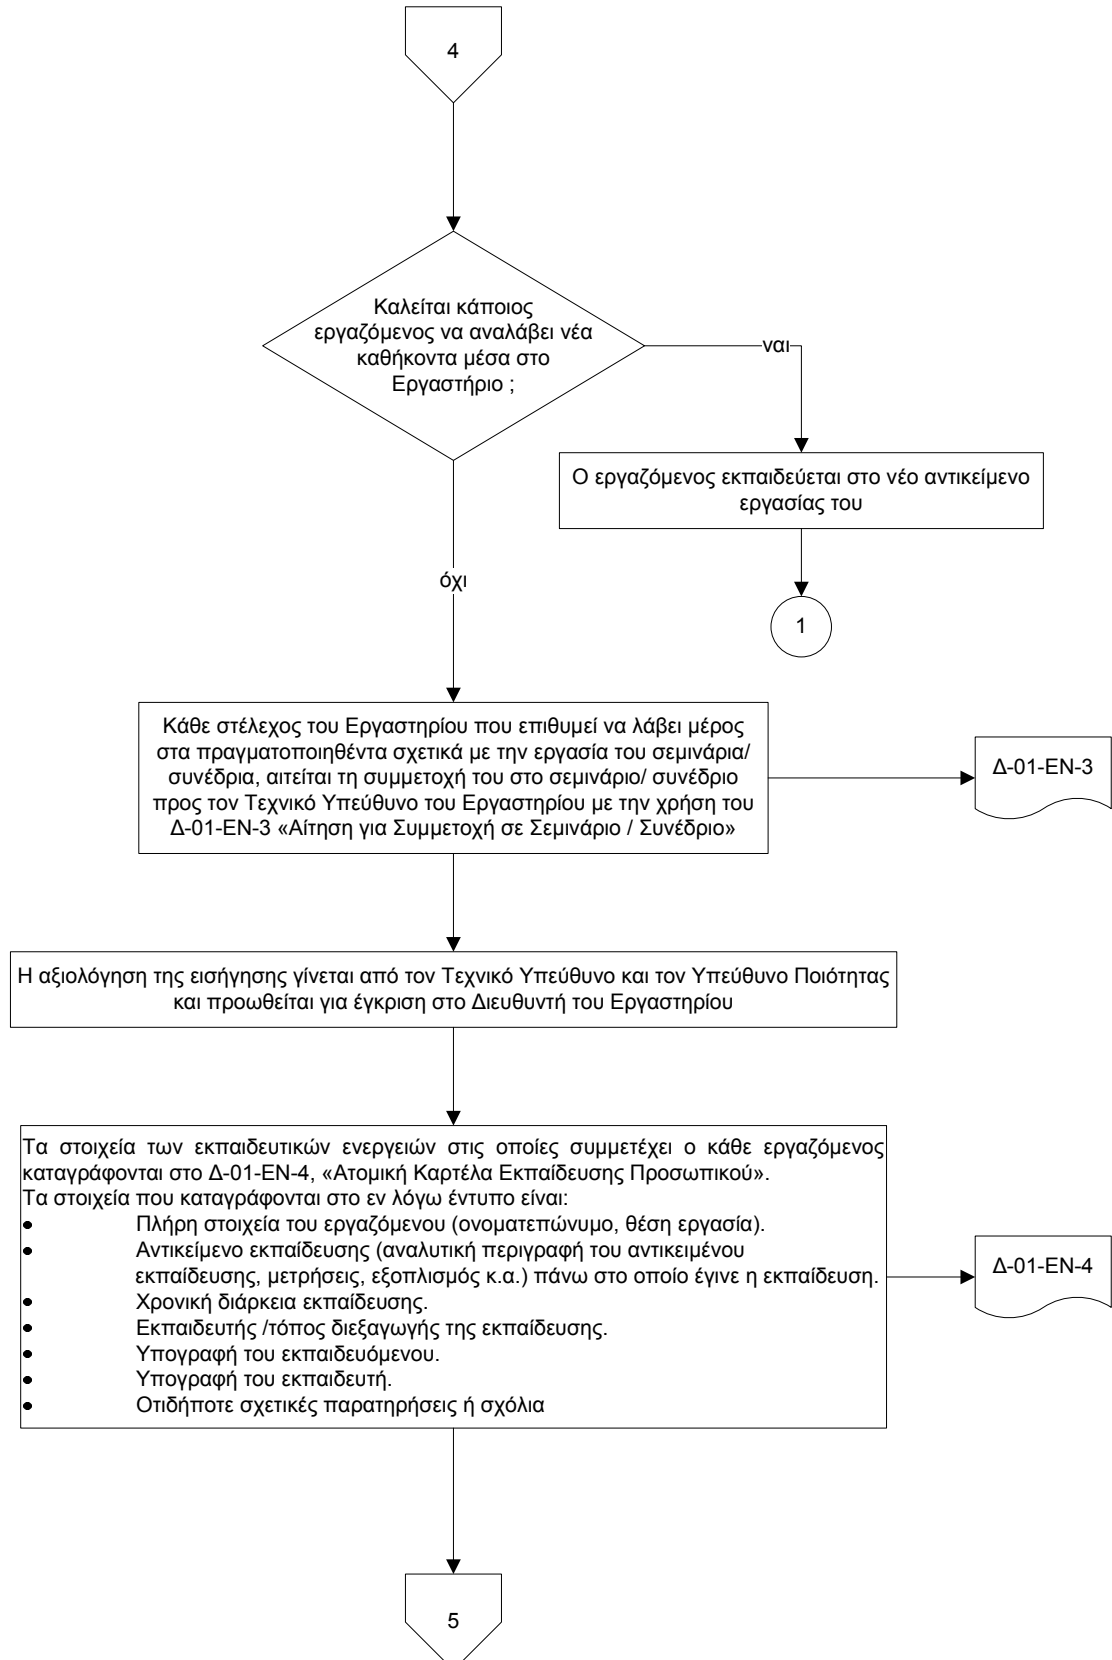 4
Καλείται κάποιος
εργαζόμενος να αναλάβει νέα
καθήκοντα μέσα στο
Εργαστήριο ;
ναι
Ο εργαζόμενος εκπαιδεύεται στο νέο αντικείμενο
εργασίας του
όχι
1
Κάθε στέλεχος του Εργαστηρίου που επιθυμεί να λάβει μέρος
στα πραγματοποιηθέντα σχετικά με την εργασία του σεμινάρια/
συνέδρια, αιτείται τη συμμετοχή του στο σεμινάριο/ συνέδριο
προς τον Τεχνικό Υπεύθυνο του Εργαστηρίου με την χρήση του
Δ-01-ΕΝ-3 «Αίτηση για Συμμετοχή σε Σεμινάριο / Συνέδριο»
Δ-01-ΕΝ-3
Η αξιολόγηση της εισήγησης γίνεται από τον Τεχνικό Υπεύθυνο και τον Υπεύθυνο Ποιότητας
και προωθείται για έγκριση στο Διευθυντή του Εργαστηρίου
Τα στοιχεία των εκπαιδευτικών ενεργειών στις οποίες συμμετέχει ο κάθε εργαζόμενος
καταγράφονται στο Δ-01-ΕΝ-4, «Ατομική Καρτέλα Εκπαίδευσης Προσωπικού».
Τα στοιχεία που καταγράφονται στο εν λόγω έντυπο είναι:
• Πλήρη στοιχεία του εργαζόμενου (ονοματεπώνυμο, θέση εργασία).
• Αντικείμενο εκπαίδευσης (αναλυτική περιγραφή του αντικειμένου
εκπαίδευσης, μετρήσεις, εξοπλισμός κ.α.) πάνω στο οποίο έγινε η εκπαίδευση.
• Χρονική διάρκεια εκπαίδευσης.
• Εκπαιδευτής /τόπος διεξαγωγής της εκπαίδευσης.
• Υπογραφή του εκπαιδευόμενου.
• Υπογραφή του εκπαιδευτή.
• Οτιδήποτε σχετικές παρατηρήσεις ή σχόλια
Δ-01-ΕΝ-4
5